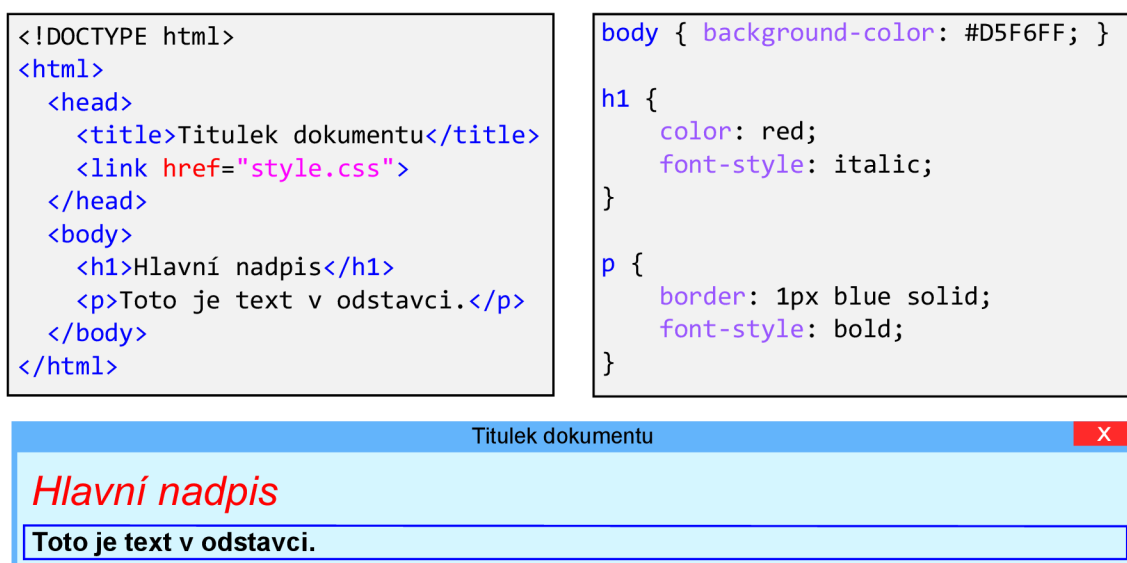 <!DOCTYPE html>
<html>
  <head>
    <title>Titulek dokumentu</title>
    <link href="style.css">
  </head>
  <body>
    <h1>Hlavní nadpis</h1>
    <p>Toto je text v odstavci.</p>
  </body>
</html>
body { background-color: #D5F6FF; }
h1 {
    color: red;
    font-style: italic;
}
p {
    border: 1px blue solid;
    font-style: bold;
}
Titulek dokumentu
X
Hlavní nadpis
Toto je text v odstavci.